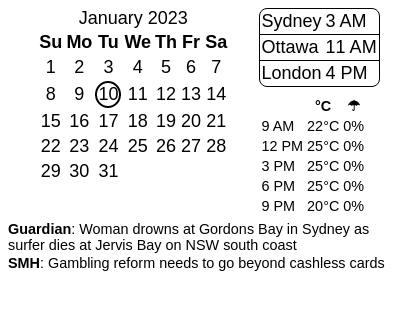 January 2023
Su Mo Tu We Th Fr Sa
1 2 3 4 5 6 7
8 9 10 11 12 13 14
15 16 17 18 19 20 21
22 23 24 25 26 27 28
29 30 31
Sydney 3 AM
Ottawa 11 AM
London 4 PM
°C ☂
9 AM 22°C 0%
12 PM 25°C 0%
3 PM 25°C 0%
6 PM 25°C 0%
9 PM 20°C 0%
Guardian: Woman drowns at Gordons Bay in Sydney as
surfer dies at Jervis Bay on NSW south coast
SMH: Gambling reform needs to go beyond cashless cards